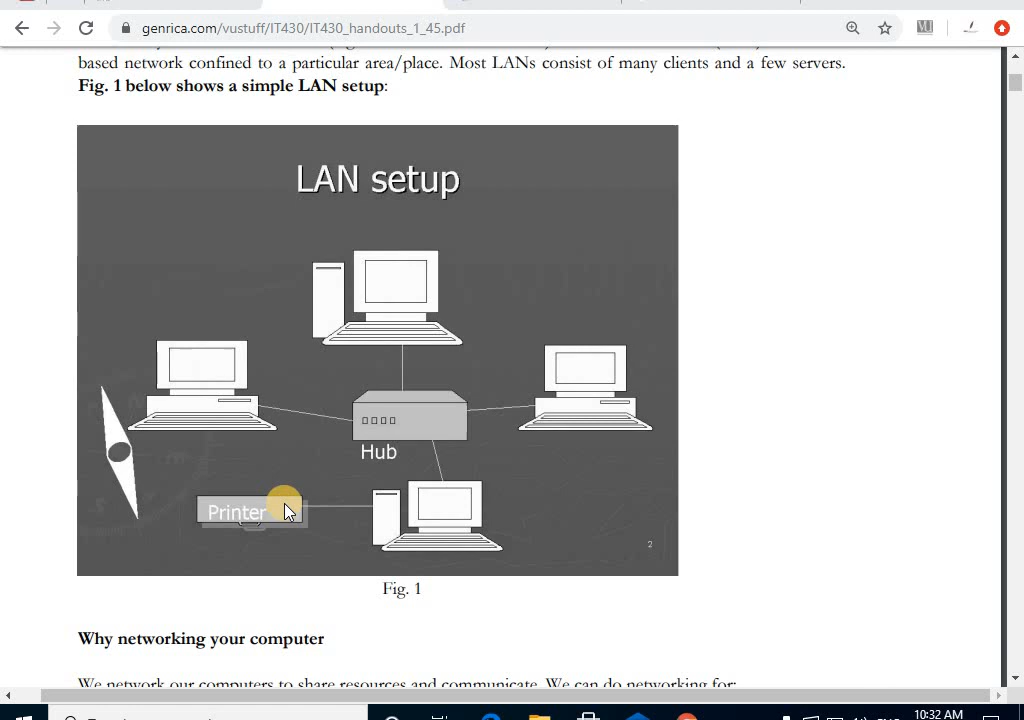 genrica.com/vustuff/IT430/IT430_handouts_1_45.pdf
based network confined to a particular area/place. Most LANs consist of many clients and a few servers.
Fig. 1 below shows a simple LAN setup:
LAN setup
Hub
Printer
2
Fig. 1
Why networking your computer
We network our computers to share resources and communicate. We can do networking for:
10:32 AM